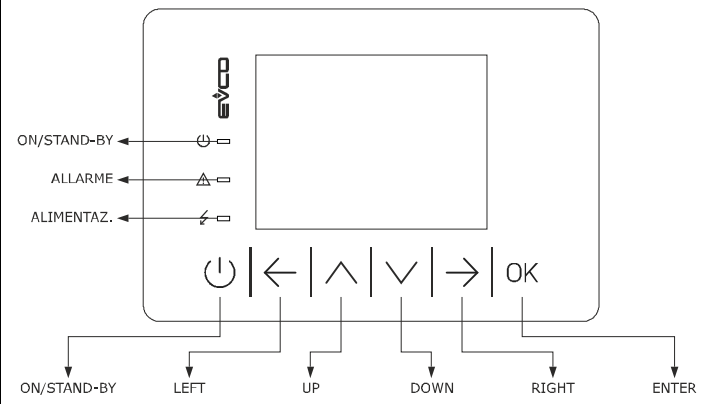 EVCO
ON/STAND-BY
ALLARME
ALIMENTAZ.
OK
ON/STAND-BY LEFT UP DOWN RIGHT ENTER